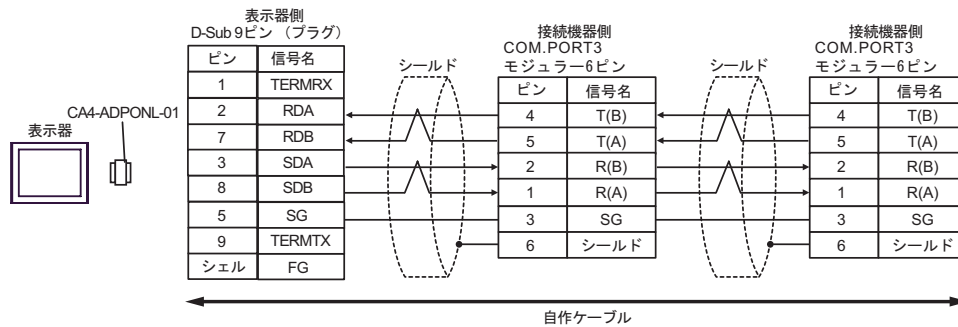 表示器側
D-Sub 9ピン （プラグ）
ピン 信号名
1 TERMRX
2 RDA
7 RDB
3 SDA
8 SDB
5 SG
9 TERMTX
シェル FG
CA4-ADPONL-01
表示器
シールド
接続機器側
COM.PORT3
モジュラー6ピン
ピン 信号名
4 T(B)
5 T(A)
2 R(B)
1 R(A)
3 SG
6 シールド
シールド
接続機器側
COM.PORT3
モジュラー6ピン
ピン 信号名
4 T(B)
5 T(A)
2 R(B)
1 R(A)
3 SG
6 シールド
自作ケーブル